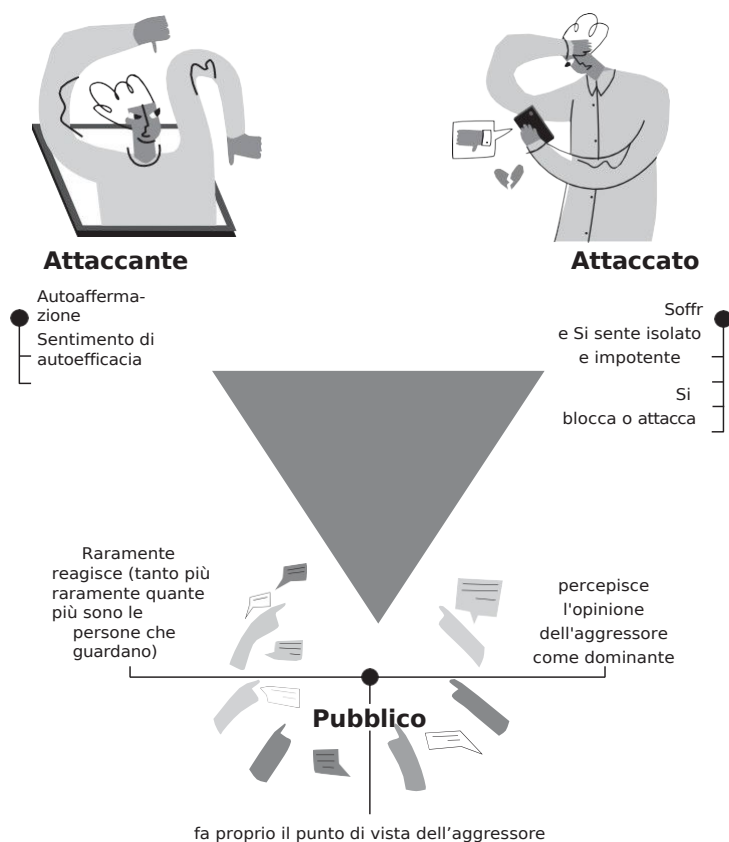 Attaccante
Autoafferma-
zione
Sentimento di
autoefficacia
Attaccato
Soffr
e Si sente isolato
e impotente
Si
blocca o attacca
Raramente
reagisce (tanto più
raramente quante
più sono le
persone che
guardano)
percepisce
l'opinione
dell'aggressore
come dominante
Pubblico
fa proprio il punto di vista dell’aggressore